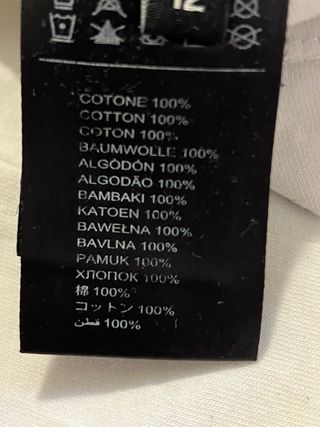 12
COTONE 100%
COTTON 100%
COTON 100%
BAUMWOLLE 100%
ALGODÓN 100%
ALGODÃO 100%
BAMBAKI 100%
KATOEN 100%
BAWEŁNA 100%
BAVLNA 100%
PAMUK 100%
ХЛОПОК 100%
棉 100%
コットン 100%
قطن 100%